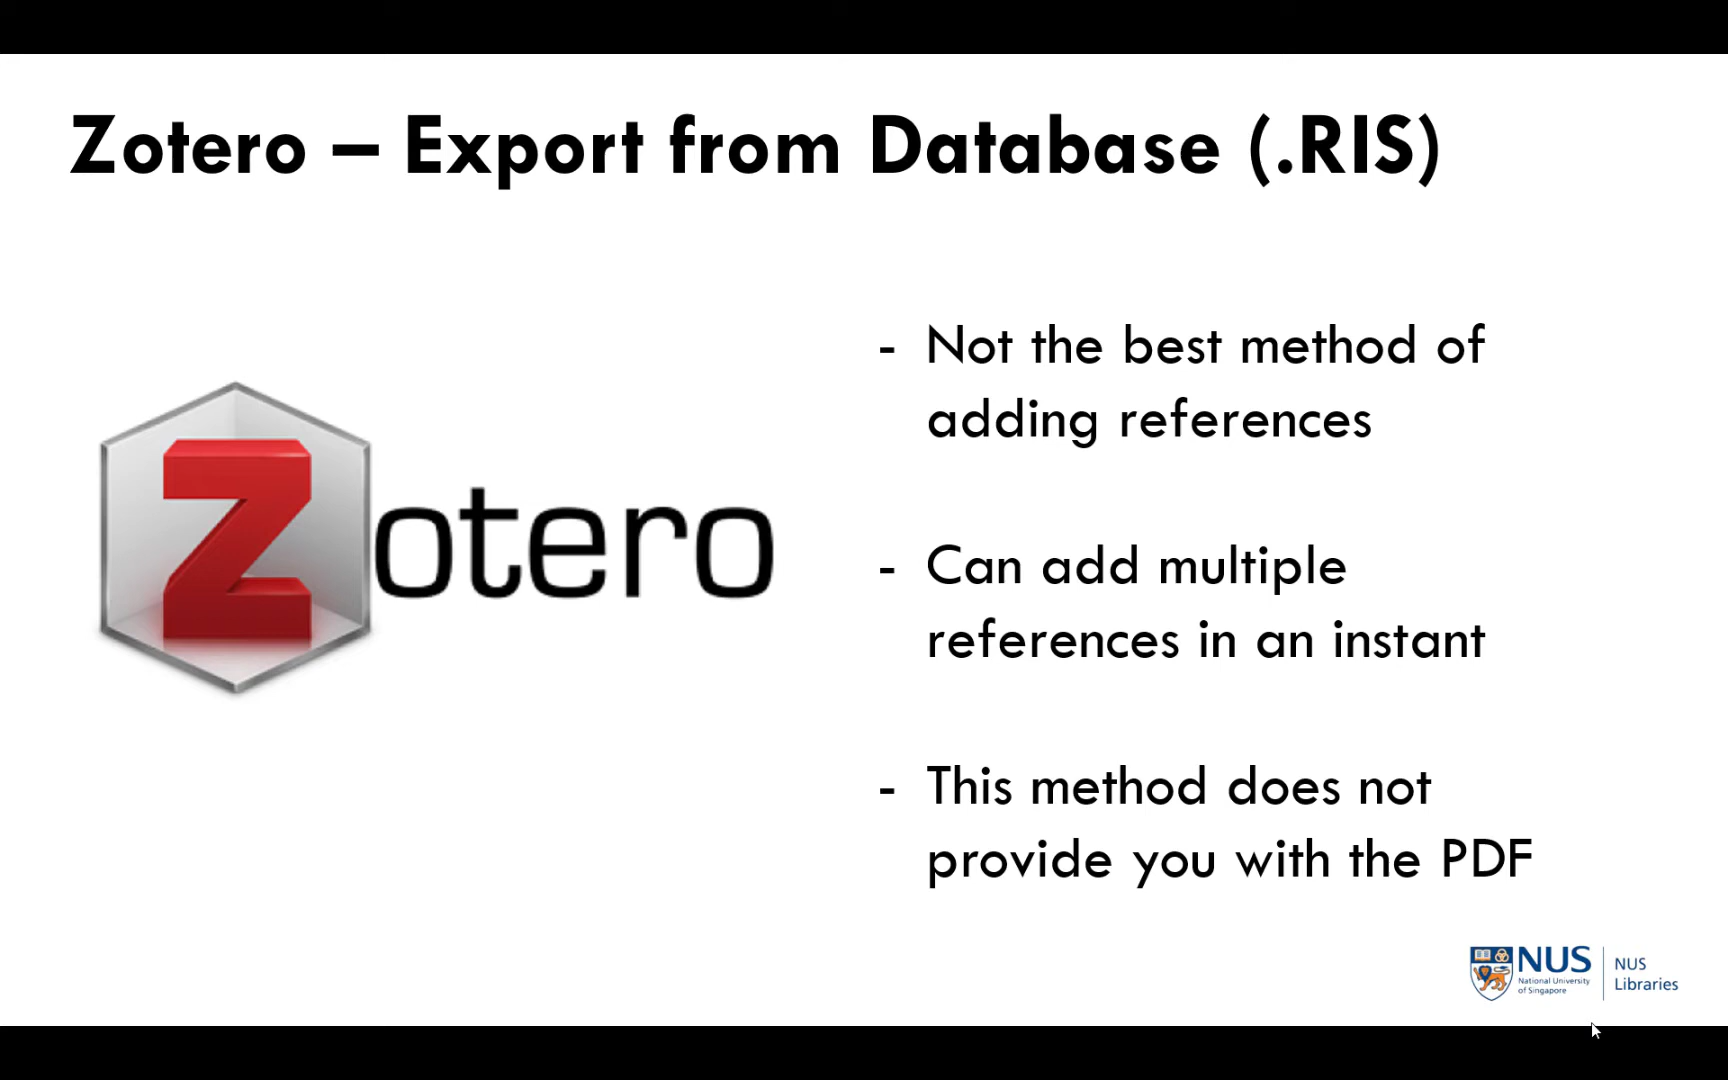 Zotero – Export from Database (.RIS)
Zotero
- Not the best method of
adding references
- Can add multiple
references in an instant
- This method does not
provide you with the PDF
NUS
National University
of Singapore
NUS
Libraries